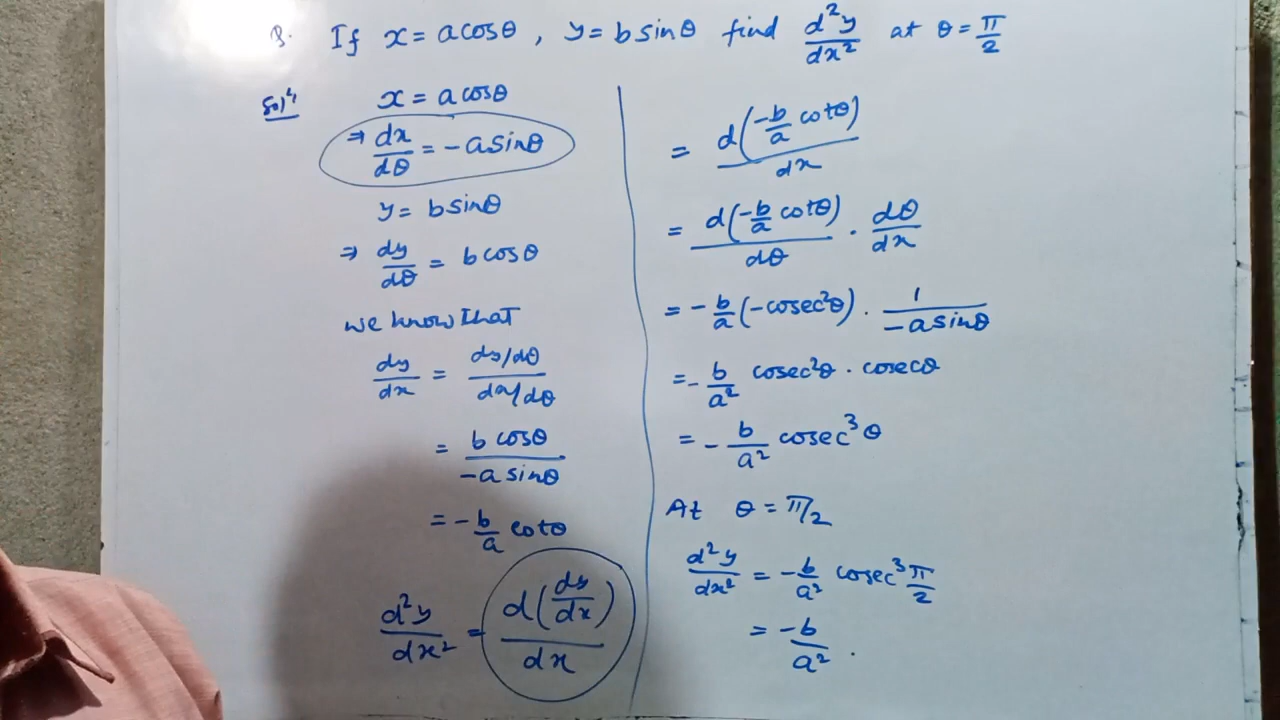 Q. If x = a cosθ , y = b sinθ find d²y/dx² at θ = π/2
Solⁿ
x = a cosθ
⇒ dx/dθ = - a sinθ
y = b sinθ
⇒ dy/dθ = b cosθ
we know that
dy/dx = (dy/dθ)/(dx/dθ)
= b cosθ/(-a sinθ)
= - b/a cotθ
d²y/dx² = d(dy/dx)/dx
= d(-b/a cotθ)/dx
= d(-b/a cotθ)/dθ . dθ/dx
= - b/a (-cosec²θ) . 1/(-a sinθ)
= - b/a² cosec²θ . cosecθ
= - b/a² cosec³θ
At θ = π/2
d²y/dx² = - b/a² cosec³ π/2
= -b/a² .